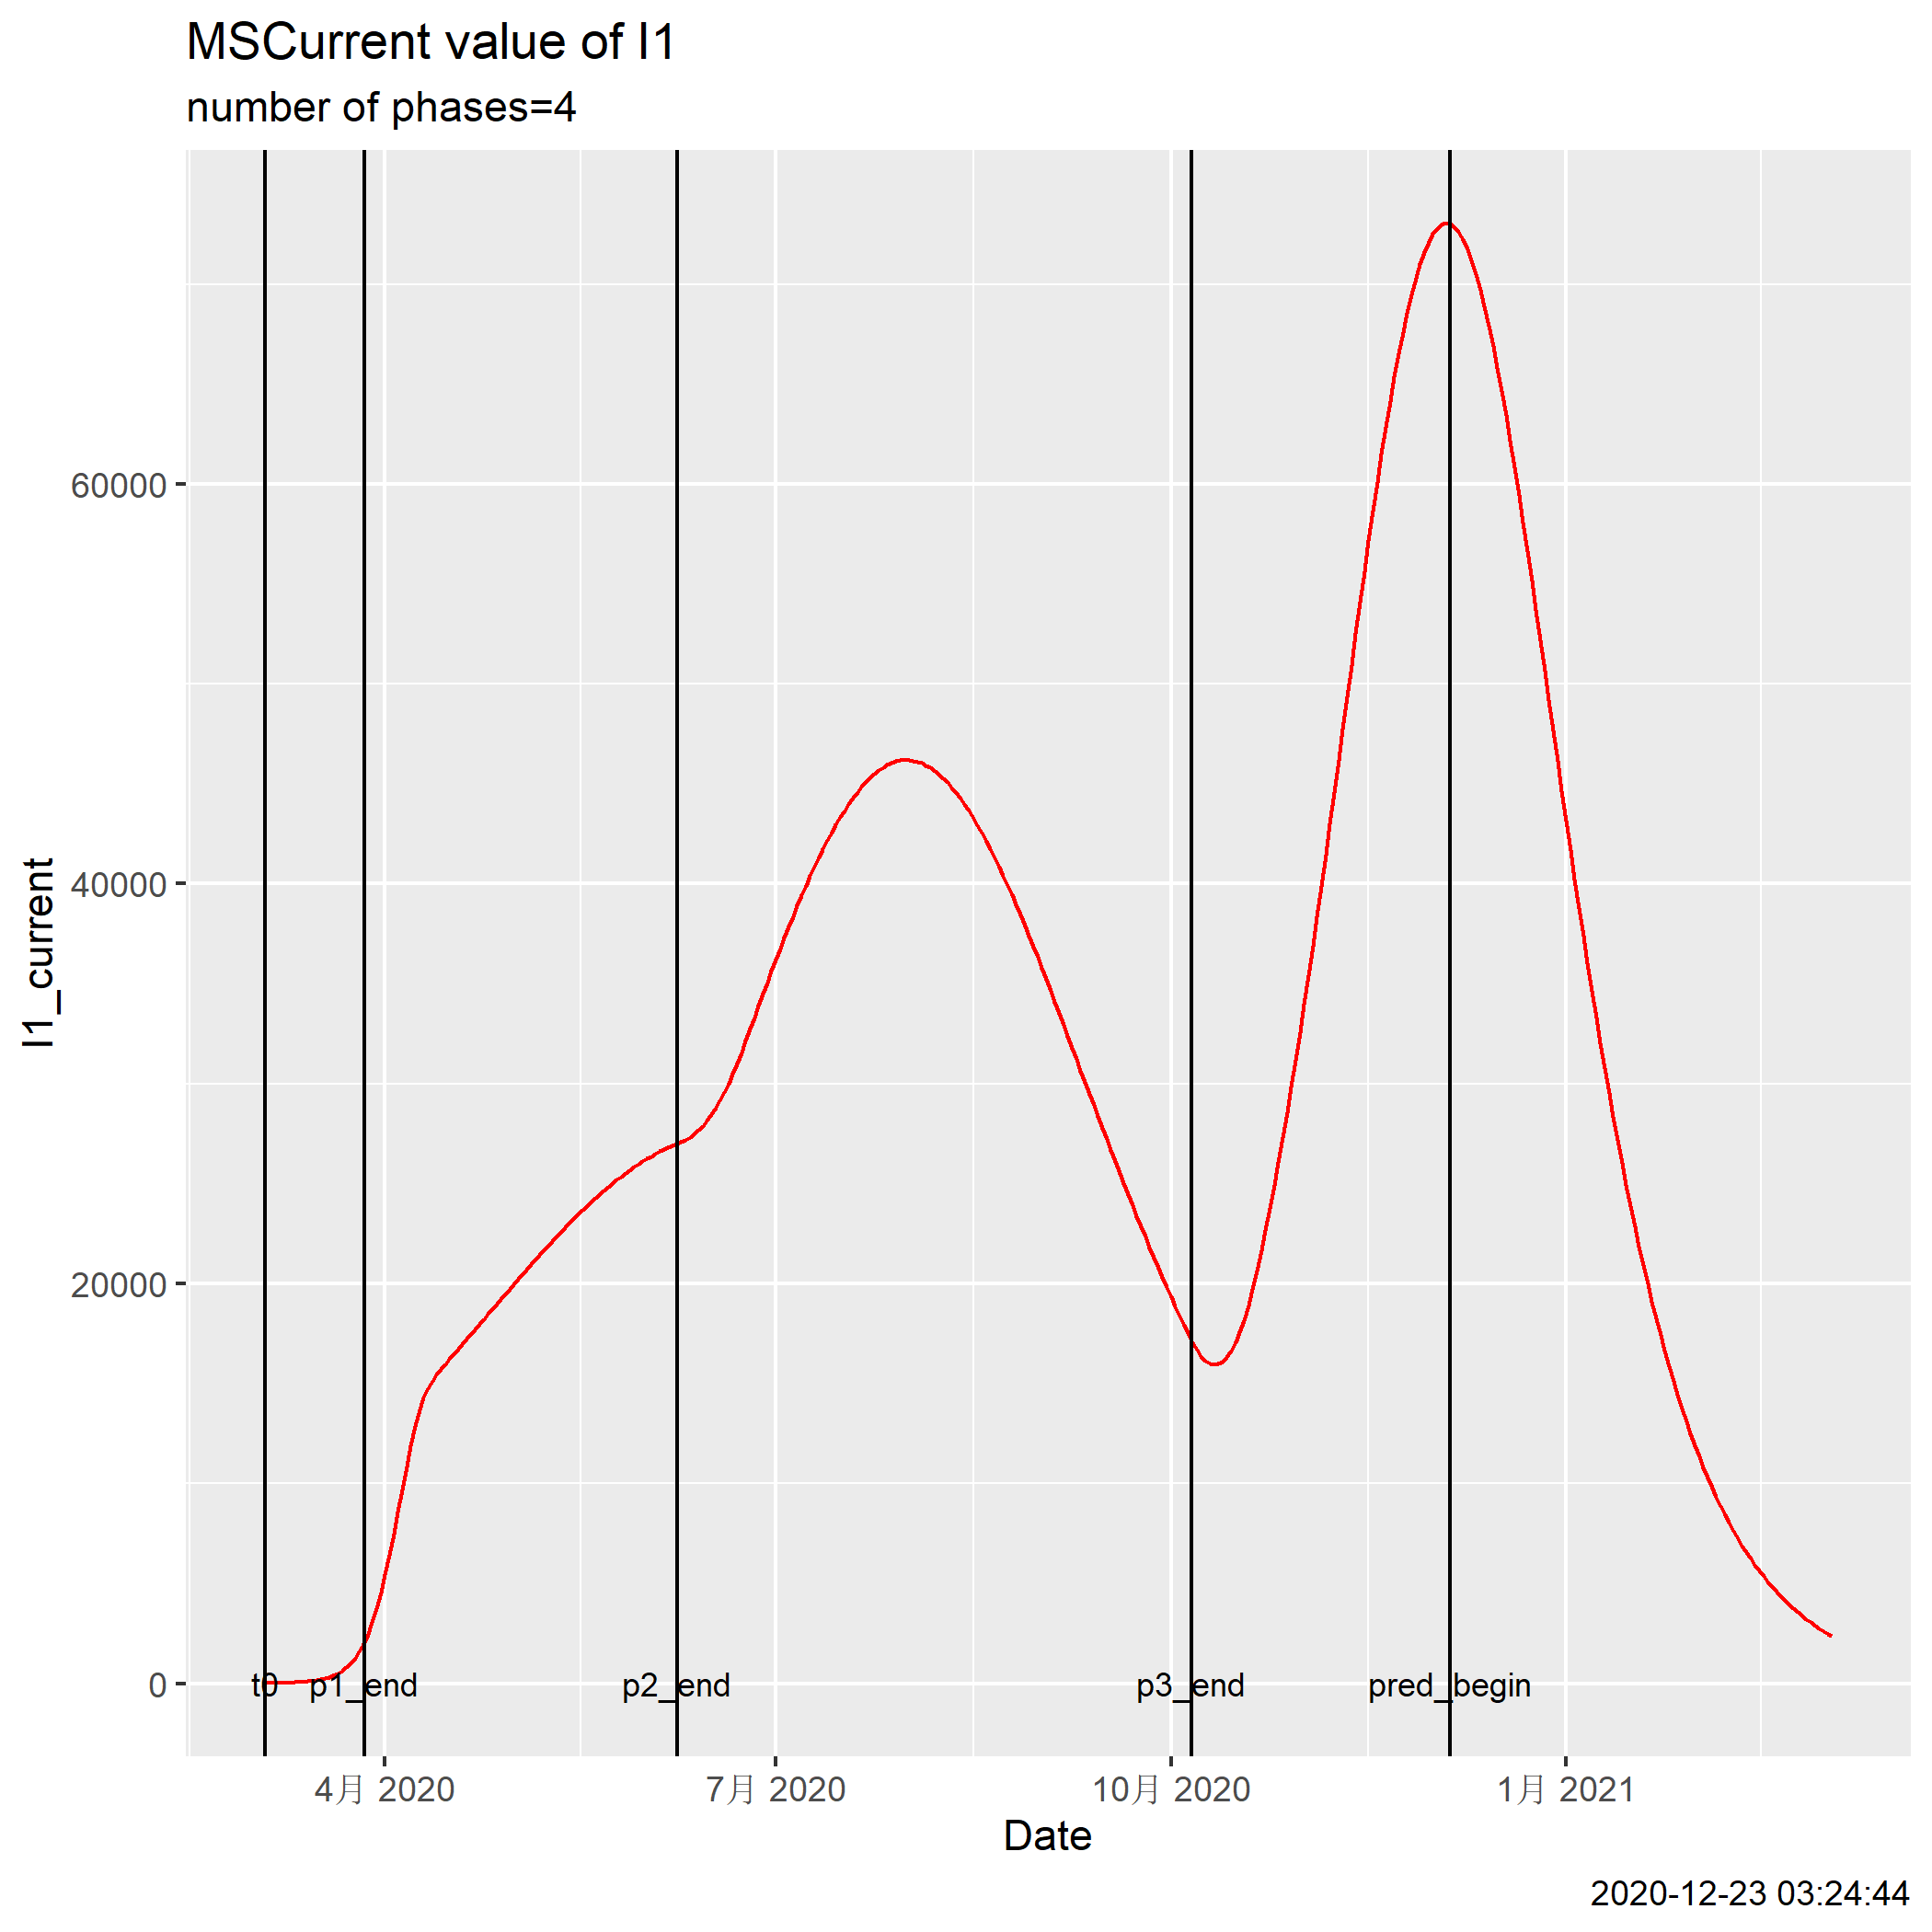 MSCurrent value of I1
number of phases=4
I1_current
60000
40000
20000
0
t0 p1_end p2_end p3_end pred_begin
4月 2020 7月 2020 10月 2020 1月 2021
Date
2020-12-23 03:24:44